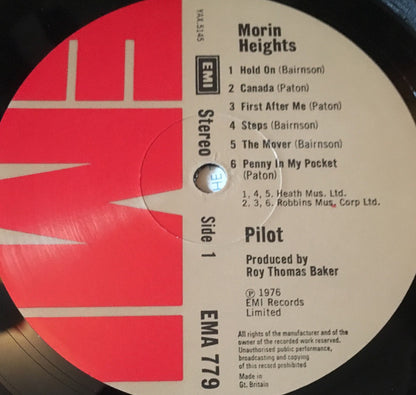 Morin
Heights
1 Hold On (Bairnson)
2 Canada (Paton)
3 First After Me (Paton)
4 Steps (Bairnson)
5 The Mover (Bairnson)
6 Penny In My Pocket
(Paton)
1, 4, 5, Heath Mus. Ltd.
2, 3, 6, Robbins Mus. Corp Ltd.
Pilot
Produced by
Roy Thomas Baker
℗ 1976
EMI Records
Limited
All rights of the manufacturer and of the
owner of the recorded work reserved.
Unauthorised public performance,
broadcasting and copying
of this record prohibited
Made in
Gt. Britain
YAX.5145
EMI
Stereo Side 1
EMA 779
EMI
HE